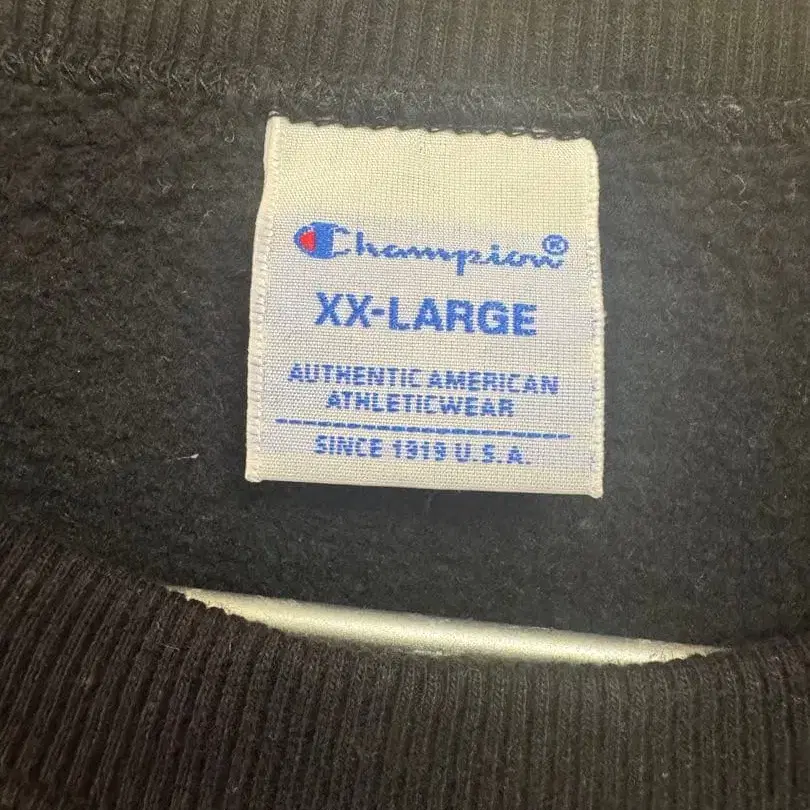 Champion®
XX-LARGE
AUTHENTIC AMERICAN
ATHLETICWEAR
SINCE 1919 U.S.A.